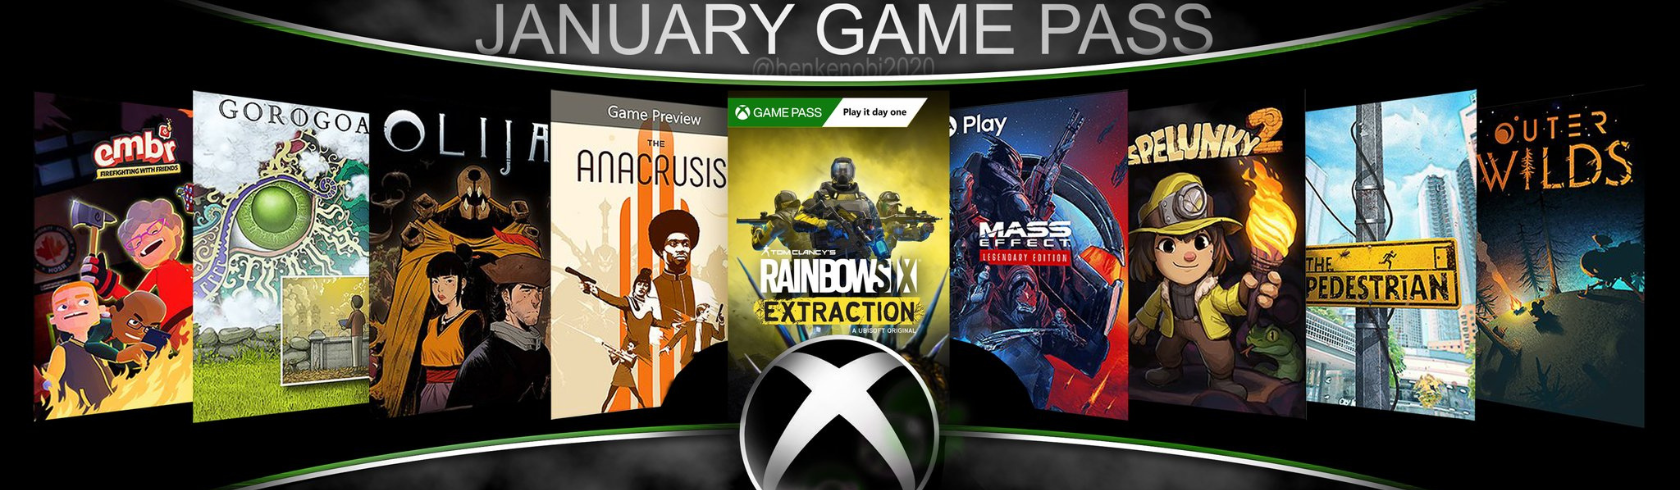 JANUARY GAME PASS
@benkenobi2020
embr
FIREFIGHTING WITH FRIENDS
GOROGOA
OLIJA
Game Preview
THE
ANACRUSIS
GAME PASS
Play it day one
TOM CLANCY'S
RAINBOW SIX
EXTRACTION
A UBISOFT ORIGINAL
Play
MASS
EFFECT
LEGENDARY EDITION
SPELUNKY 2
THE
PEDESTRIAN
OUTER
WILDS